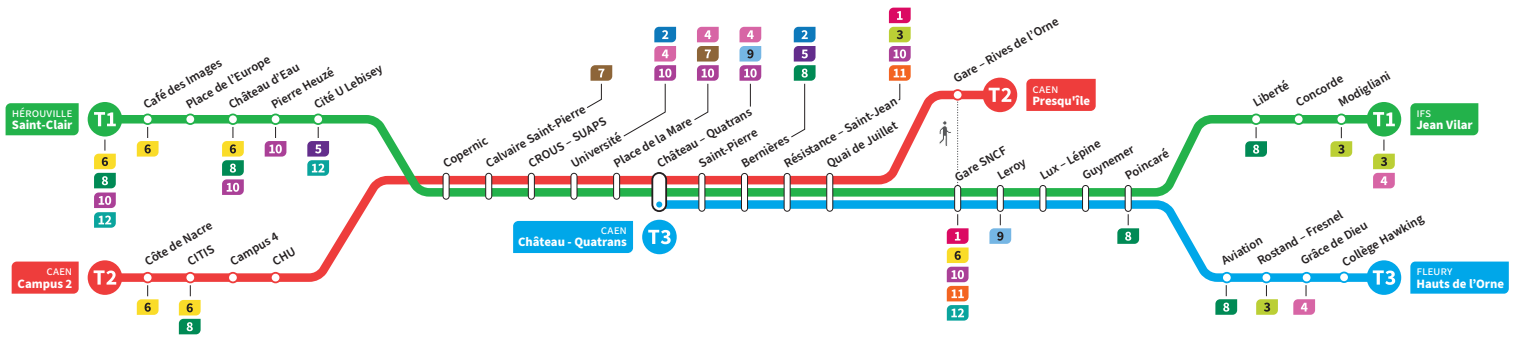 HÉROUVILLE
Saint-Clair
T1
6
8
10
12
Café des Images
6
Place de l'Europe
Château d'Eau
6
8
10
Pierre Heuzé
10
Cité U Lebisey
5
12
CAEN
Campus 2
T2
Côte de Nacre
6
CITIS
6
8
Campus 4
CHU
Copernic
Calvaire Saint-Pierre
7
CROUS – SUAPS
Université
2
4
10
Place de la Mare
4
7
10
Château – Quatrans
4
9
10
CAEN
Château - Quatrans
T3
Saint-Pierre
Bernières
2
5
8
Résistance – Saint-Jean
1
3
10
11
Quai de Juillet
Gare – Rives de l'Orne
T2
CAEN
Presqu'île
Gare SNCF
1
6
10
11
12
Leroy
9
Lux – Lépine
Guynemer
Poincaré
8
Liberté
8
Concorde
Modigliani
3
T1
3
4
IFS
Jean Vilar
Aviation
8
Rostand – Fresnel
3
Grâce de Dieu
4
Collège Hawking
T3
FLEURY
Hauts de l'Orne